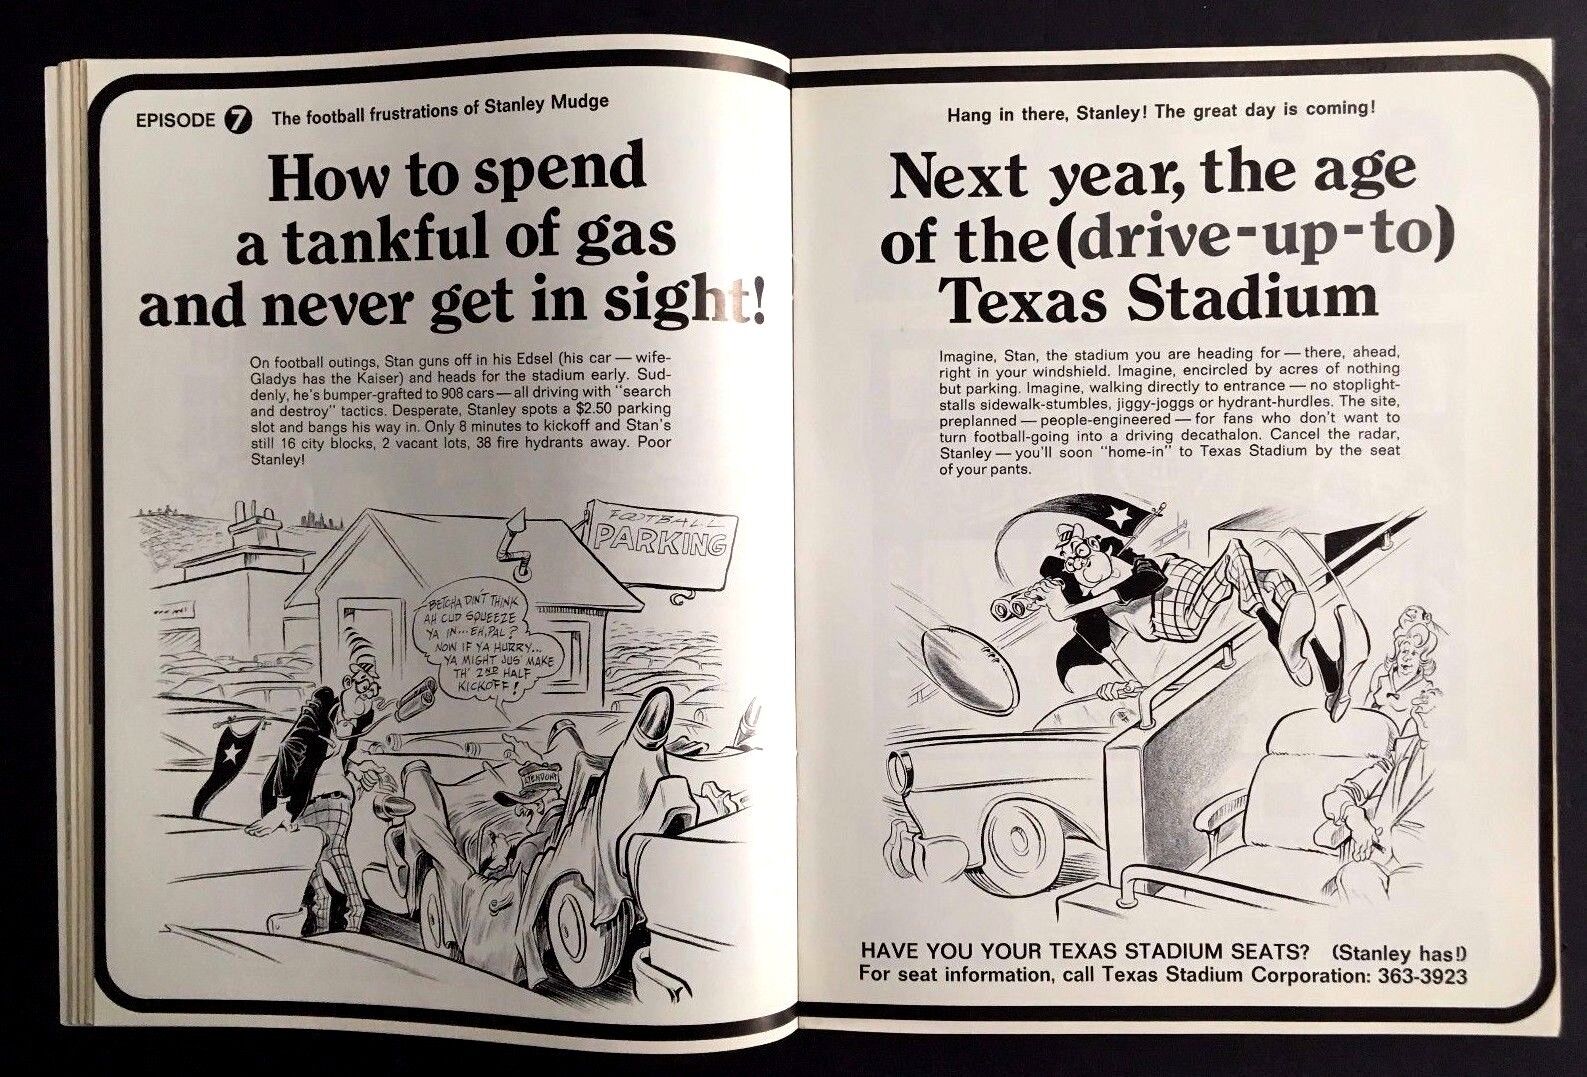 EPISODE 7 The football frustrations of Stanley Mudge
How to spend
a tankful of gas
and never get in sight!
On football outings, Stan guns off in his Edsel (his car — wife-
Gladys has the Kaiser) and heads for the stadium early. Sud-
denly, he's bumper-grafted to 908 cars — all driving with "search
and destroy" tactics. Desperate, Stanley spots a $2.50 parking
slot and bangs his way in. Only 8 minutes to kickoff and Stan's
still 16 city blocks, 2 vacant lots, 38 fire hydrants away. Poor
Stanley!
FOOTBALL
PARKING
BETCHA DIN'T THINK
AH CUD SQUEEZE
YA IN... EH, PAL?
NOW IF YA HURRY...
YA MIGHT JUS' MAKE
TH' 2ND HALF
KICKOFF!
Hang in there, Stanley! The great day is coming!
Next year, the age
of the (drive-up-to)
Texas Stadium
Imagine, Stan, the stadium you are heading for — there, ahead,
right in your windshield. Imagine, encircled by acres of nothing
but parking. Imagine, walking directly to entrance — no stoplight-
stalls sidewalk-stumbles, jiggy-joggs or hydrant-hurdles. The site,
preplanned — people-engineered — for fans who don't want to
turn football-going into a driving decathalon. Cancel the radar,
Stanley — you'll soon "home-in" to Texas Stadium by the seat
of your pants.
HAVE YOU YOUR TEXAS STADIUM SEATS? (Stanley has!)
For seat information, call Texas Stadium Corporation: 363-3923